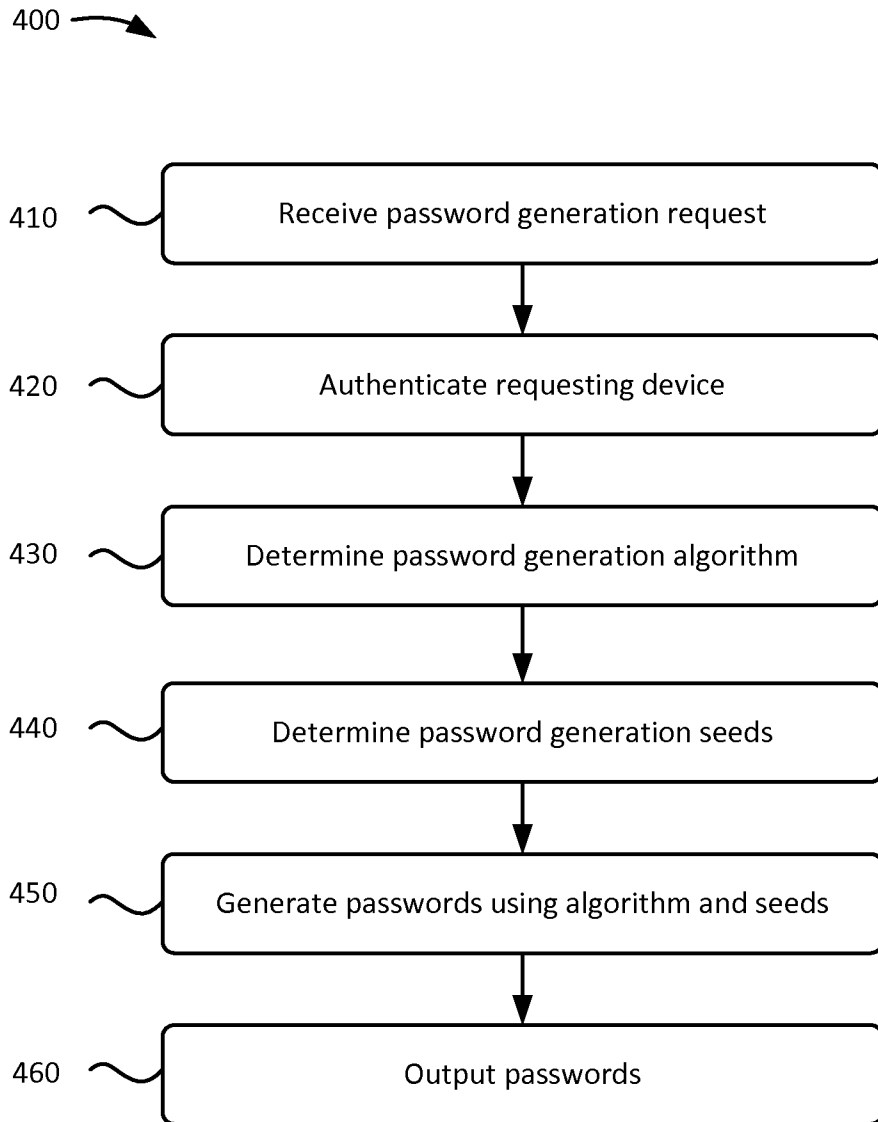 400
410
Receive password generation request
420
Authenticate requesting device
430
Determine password generation algorithm
440
Determine password generation seeds
450
Generate passwords using algorithm and seeds
460
Output passwords